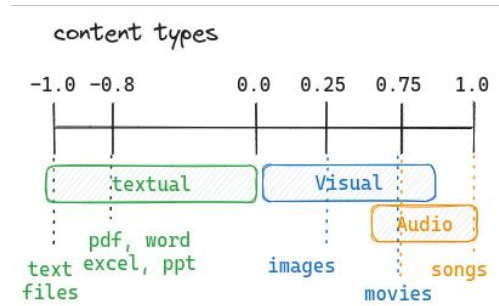 content types
-1.0 -0.8 0.0 0.25 0.75 1.0
textual
Visual
Audio
pdf, word
excel, ppt
text
files
images
movies
songs